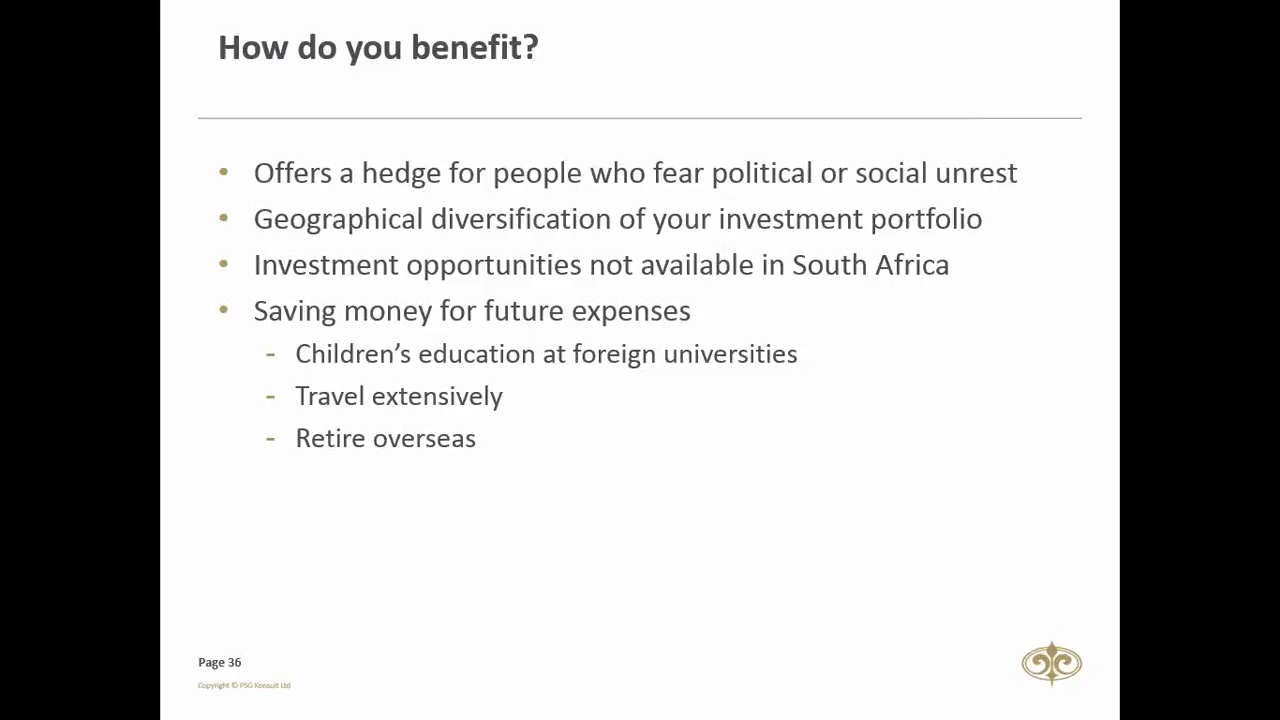 How do you benefit?
• Offers a hedge for people who fear political or social unrest
• Geographical diversification of your investment portfolio
• Investment opportunities not available in South Africa
• Saving money for future expenses
- Children’s education at foreign universities
- Travel extensively
- Retire overseas
Page 36
Copyright © PSG Konsult Ltd